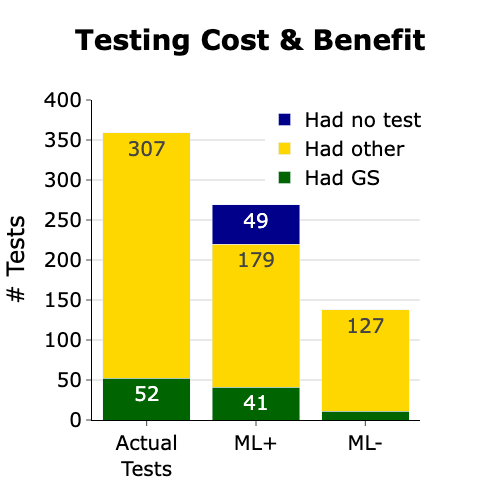 Testing Cost & Benefit
400
350
300
250
200
150
100
50
0
# Tests
Had no test
Had other
Had GS
307
52
49
179
41
127
Actual
Tests
ML+
ML-